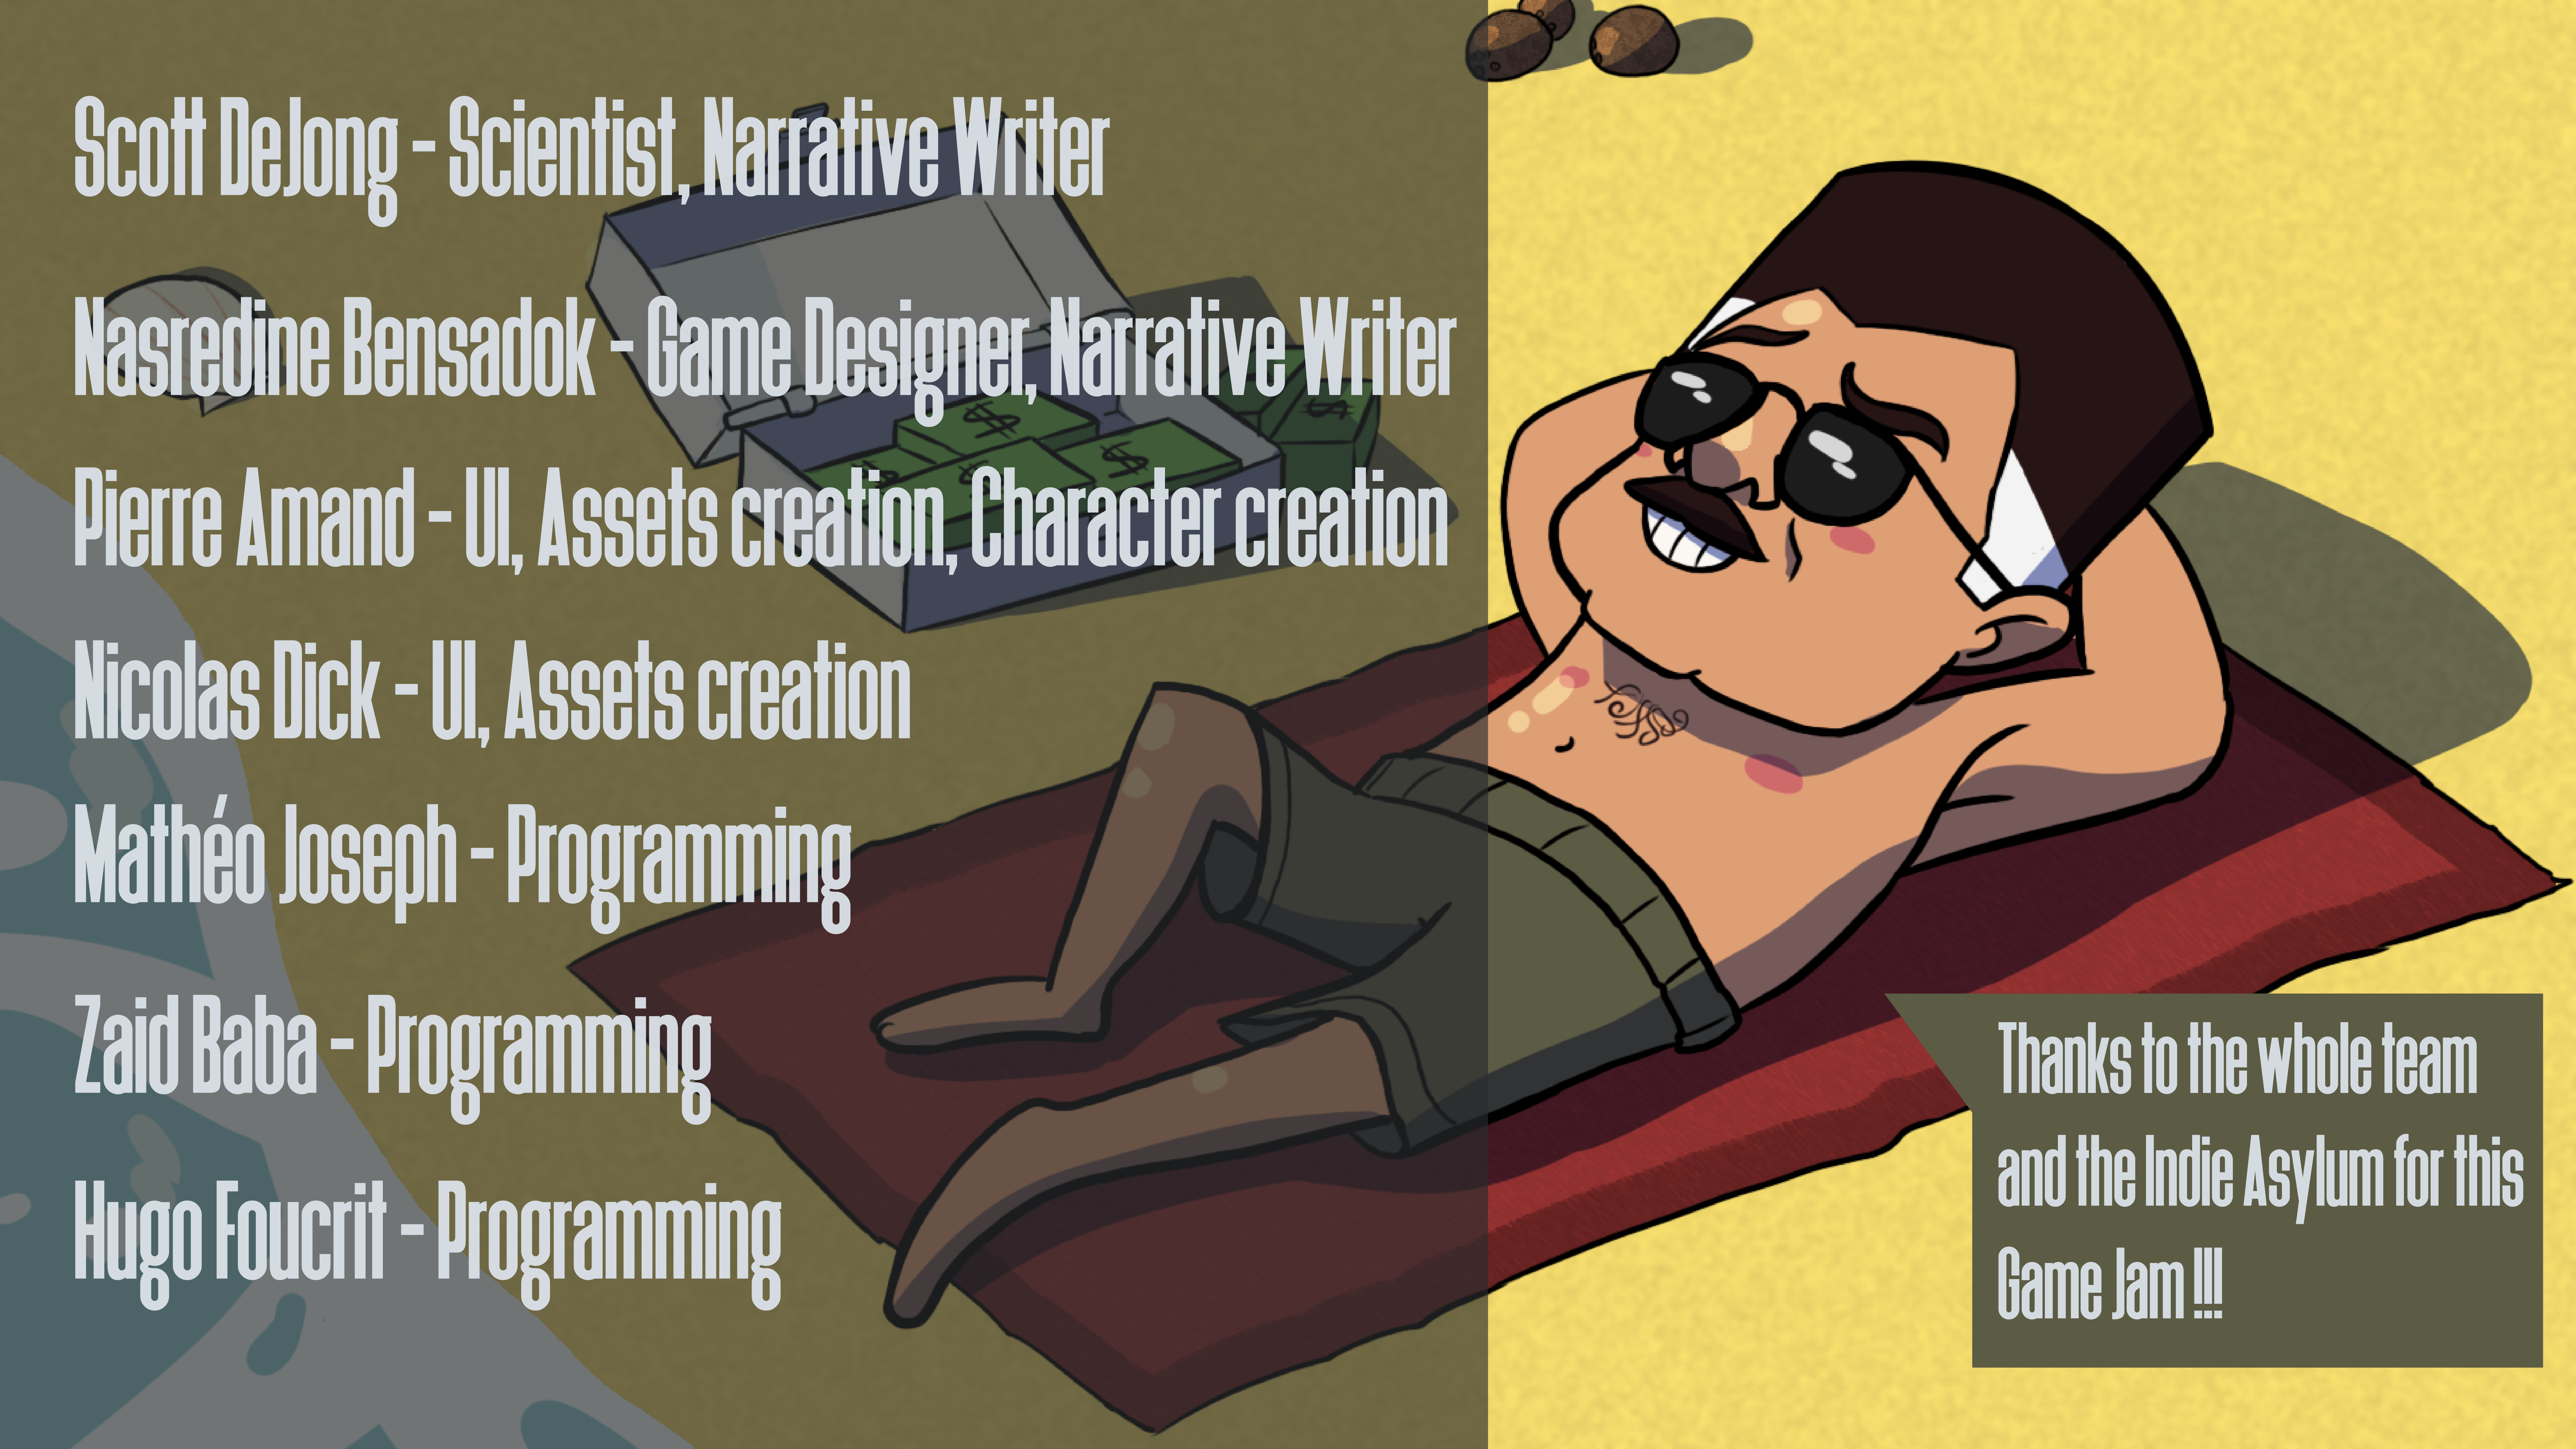 Scott DeJong - Scientist, Narrative Writer
Nasredine Bensadok - Game Designer, Narrative Writer
Pierre Amand - UI, Assets creation, Character creation
Nicolas Dick - UI, Assets creation
Mathéo Joseph - Programming
Zaid Baba - Programming
Hugo Foucrit - Programming
Thanks to the whole team
and the Indie Asylum for this
Game Jam !!!